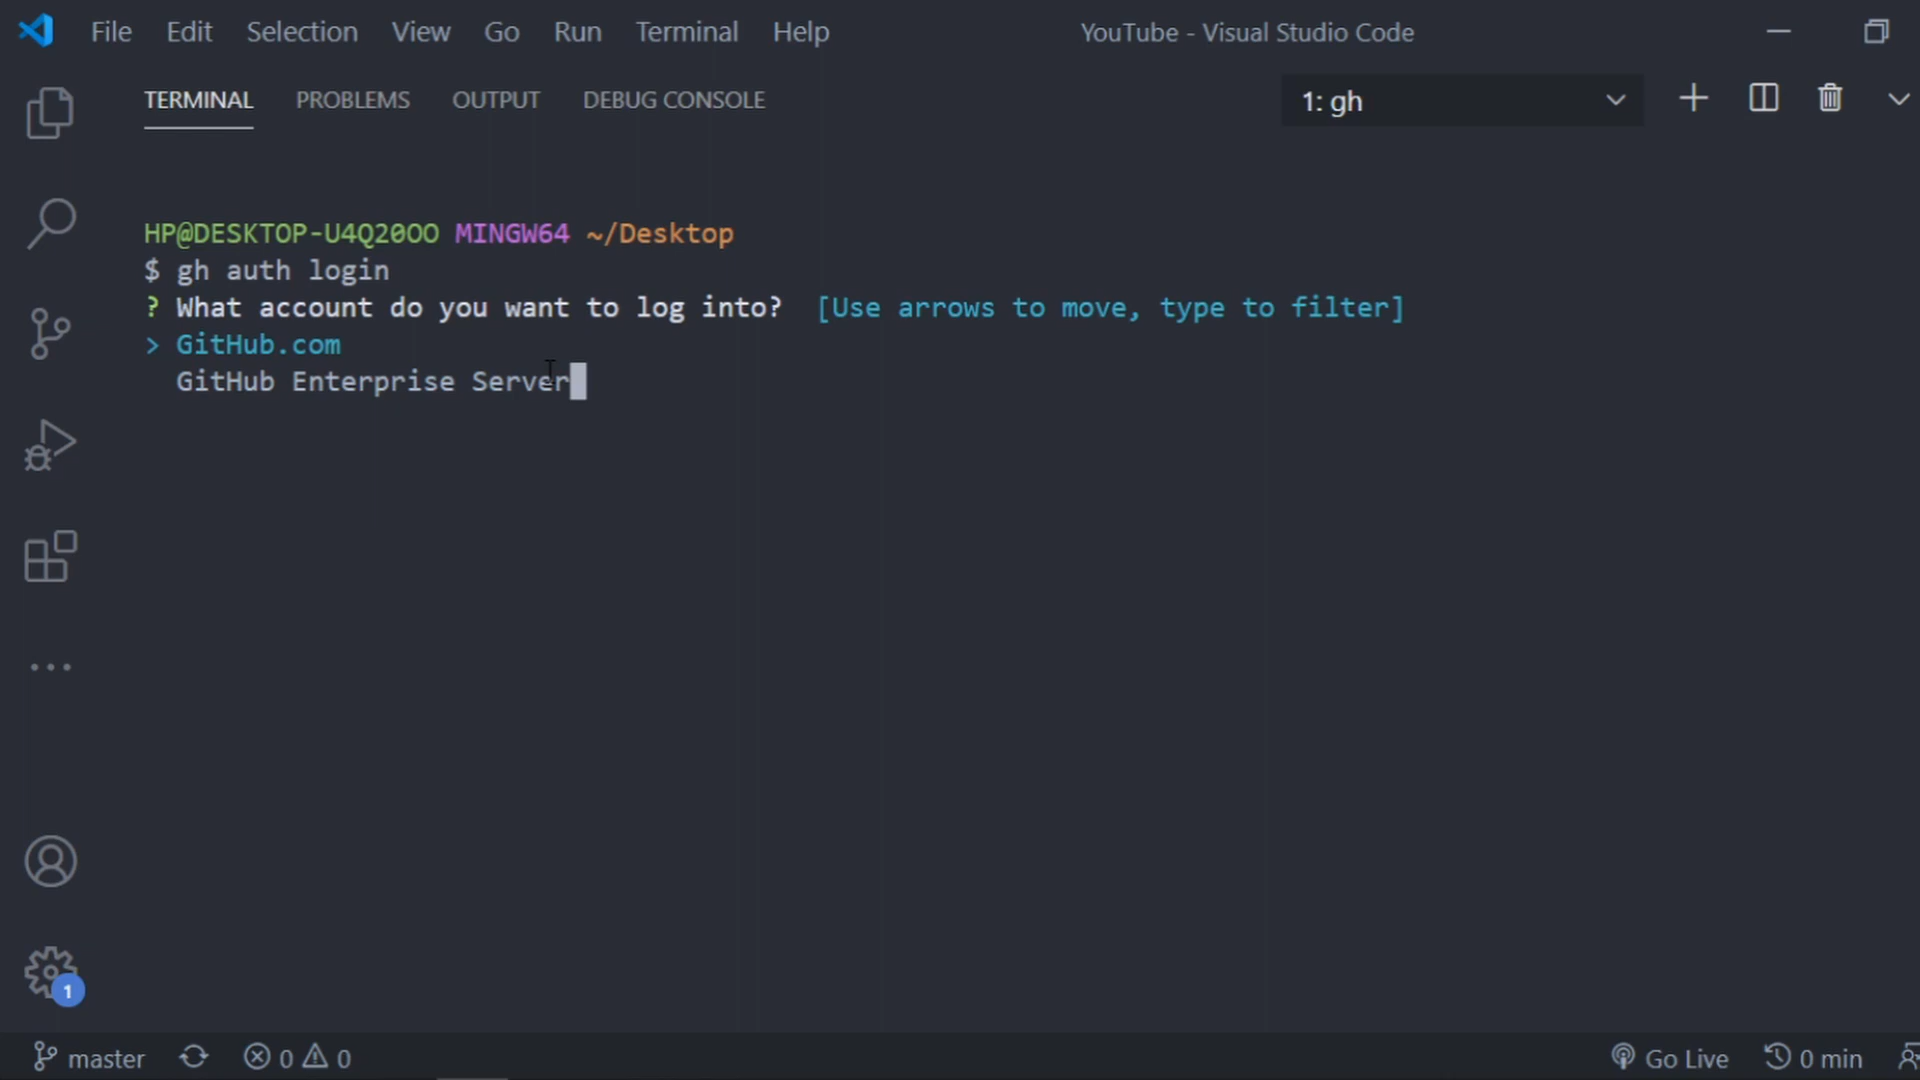 File Edit Selection View Go Run Terminal Help YouTube - Visual Studio Code
TERMINAL PROBLEMS OUTPUT DEBUG CONSOLE 1: gh
HP@DESKTOP-U4Q20OO MINGW64 ~/Desktop
$ gh auth login
? What account do you want to log into? [Use arrows to move, type to filter]
> GitHub.com
GitHub Enterprise Server
1
master 0 0 Go Live 0 min